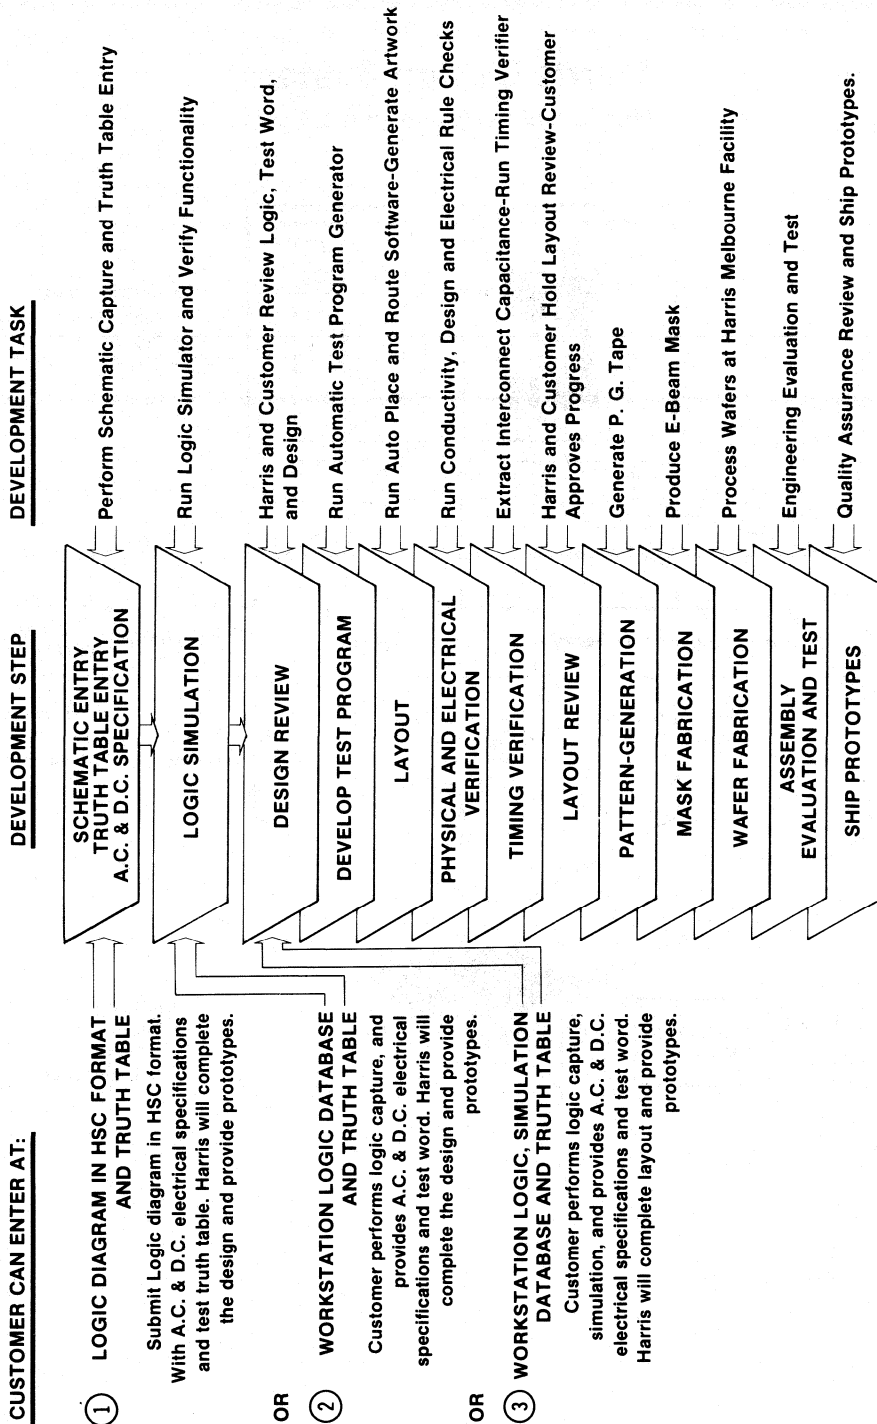 CUSTOMER CAN ENTER AT:
1 LOGIC DIAGRAM IN HSC FORMAT
AND TRUTH TABLE
Submit Logic diagram in HSC format.
With A.C. & D.C. electrical specifications
and test truth table. Harris will complete
the design and provide prototypes.
OR
2 WORKSTATION LOGIC DATABASE
AND TRUTH TABLE
Customer performs logic capture, and
provides A.C. & D.C. electrical
specifications and test word. Harris will
complete the design and provide
prototypes.
OR
3 WORKSTATION LOGIC, SIMULATION
DATABASE AND TRUTH TABLE
Customer performs logic capture,
simulation, and provides A.C. & D.C.
electrical specifications and test word.
Harris will complete layout and provide
prototypes.
DEVELOPMENT STEP
SCHEMATIC ENTRY
TRUTH TABLE ENTRY
A.C. & D.C. SPECIFICATION
LOGIC SIMULATION
DESIGN REVIEW
DEVELOP TEST PROGRAM
LAYOUT
PHYSICAL AND ELECTRICAL
VERIFICATION
TIMING VERIFICATION
LAYOUT REVIEW
PATTERN-GENERATION
MASK FABRICATION
WAFER FABRICATION
ASSEMBLY
EVALUATION AND TEST
SHIP PROTOTYPES
DEVELOPMENT TASK
Perform Schematic Capture and Truth Table Entry
Run Logic Simulator and Verify Functionality
Harris and Customer Review Logic, Test Word,
and Design
Run Automatic Test Program Generator
Run Auto Place and Route Software-Generate Artwork
Run Conductivity, Design and Electrical Rule Checks
Extract Interconnect Capacitance-Run Timing Verifier
Harris and Customer Hold Layout Review-Customer
Approves Progress
Generate P. G. Tape
Produce E-Beam Mask
Process Wafers at Harris Melbourne Facility
Engineering Evaluation and Test
Quality Assurance Review and Ship Prototypes.